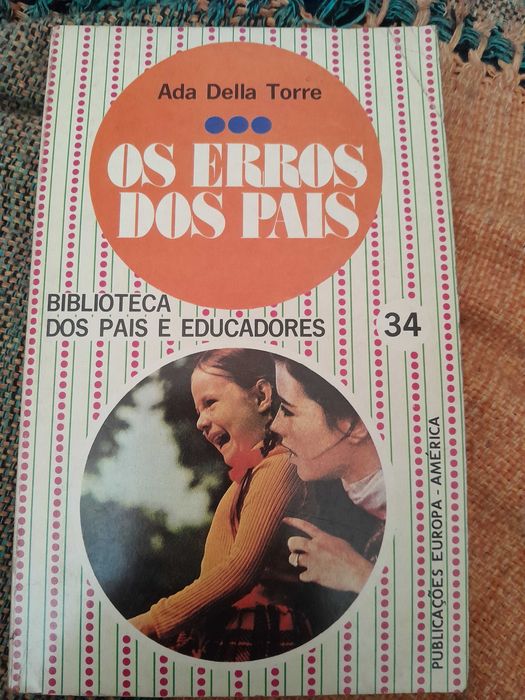 Ada Della Torre
OS ERROS
DOS PAIS
BIBLIOTECA
DOS PAIS E EDUCADORES 34
PUBLICAÇÕES EUROPA-AMÉRICA